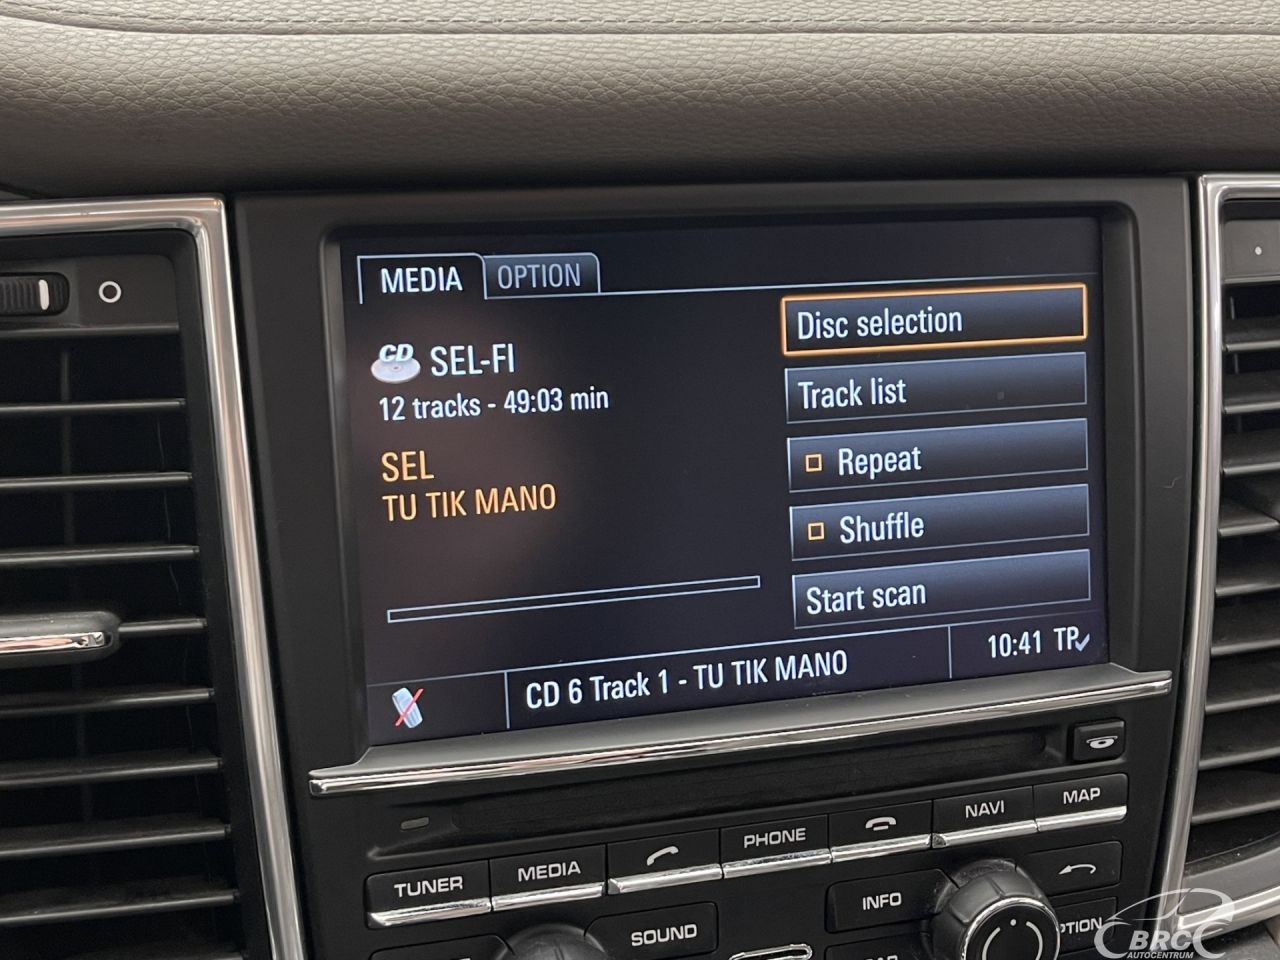 MEDIA OPTION
CD SEL-FI
12 tracks - 49:03 min
SEL
TU TIK MANO
Disc selection
Track list
Repeat
Shuffle
Start scan
CD 6 Track 1 - TU TIK MANO
10:41 TP
TUNER MEDIA PHONE NAVI MAP
SOUND INFO
BRC
AUTOCENTRUM